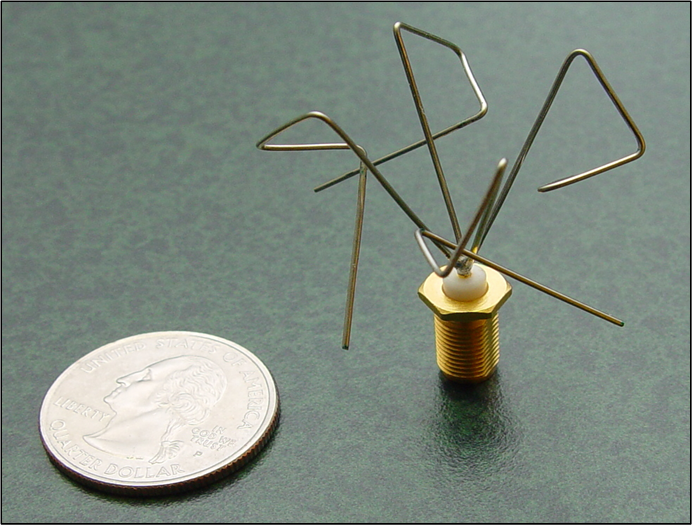 UNITED STATES OF AMERICA
LIBERTY
IN
GOD WE
TRUST
P
QUARTER DOLLAR